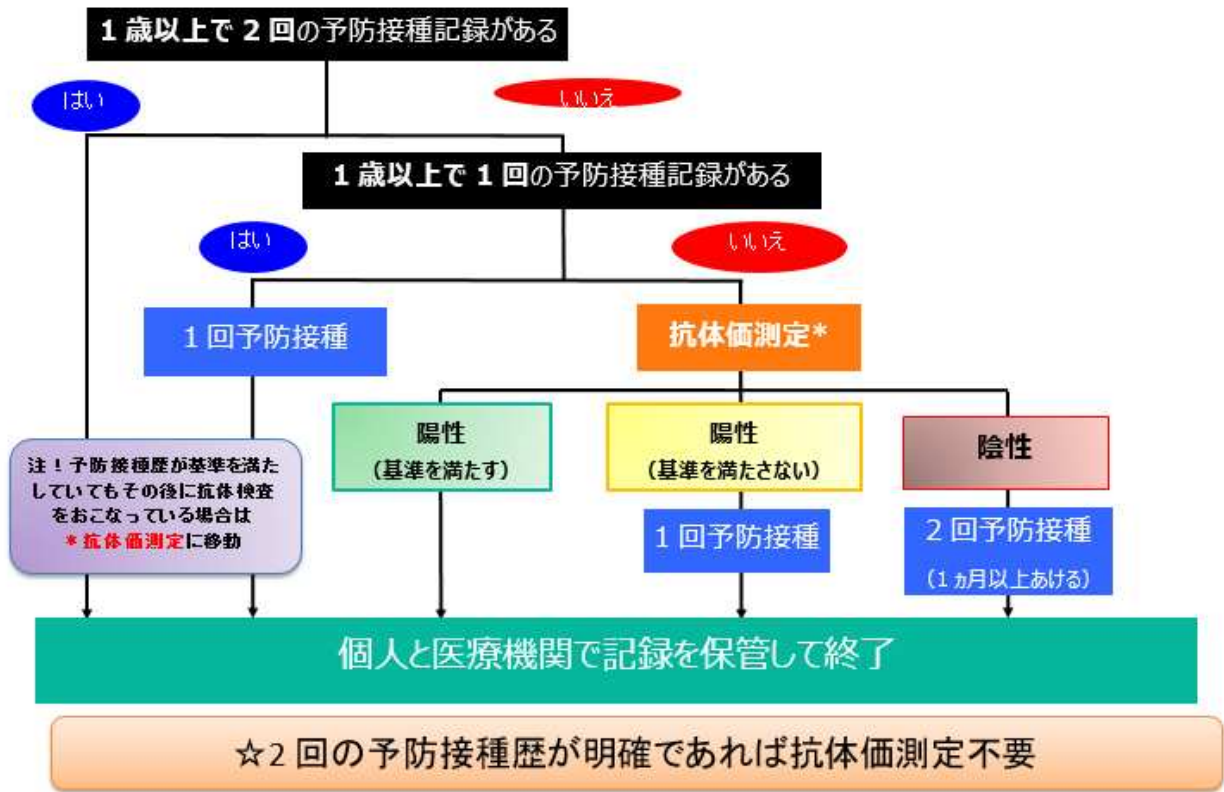 1 歳以上で 2 回の予防接種記録がある
はい
いいえ
1 歳以上で 1 回の予防接種記録がある
はい
いいえ
1 回予防接種
抗体価測定*
陽性
(基準を満たす)
陽性
(基準を満たさない)
陰性
注！予防接種歴が基準を満た
していてもその後に抗体検査
をおこなっている場合は
*抗体価測定に移動
1 回予防接種
2 回予防接種
(1 ヵ月以上あける)
個人と医療機関で記録を保管して終了
☆2 回の予防接種歴が明確であれば抗体価測定不要